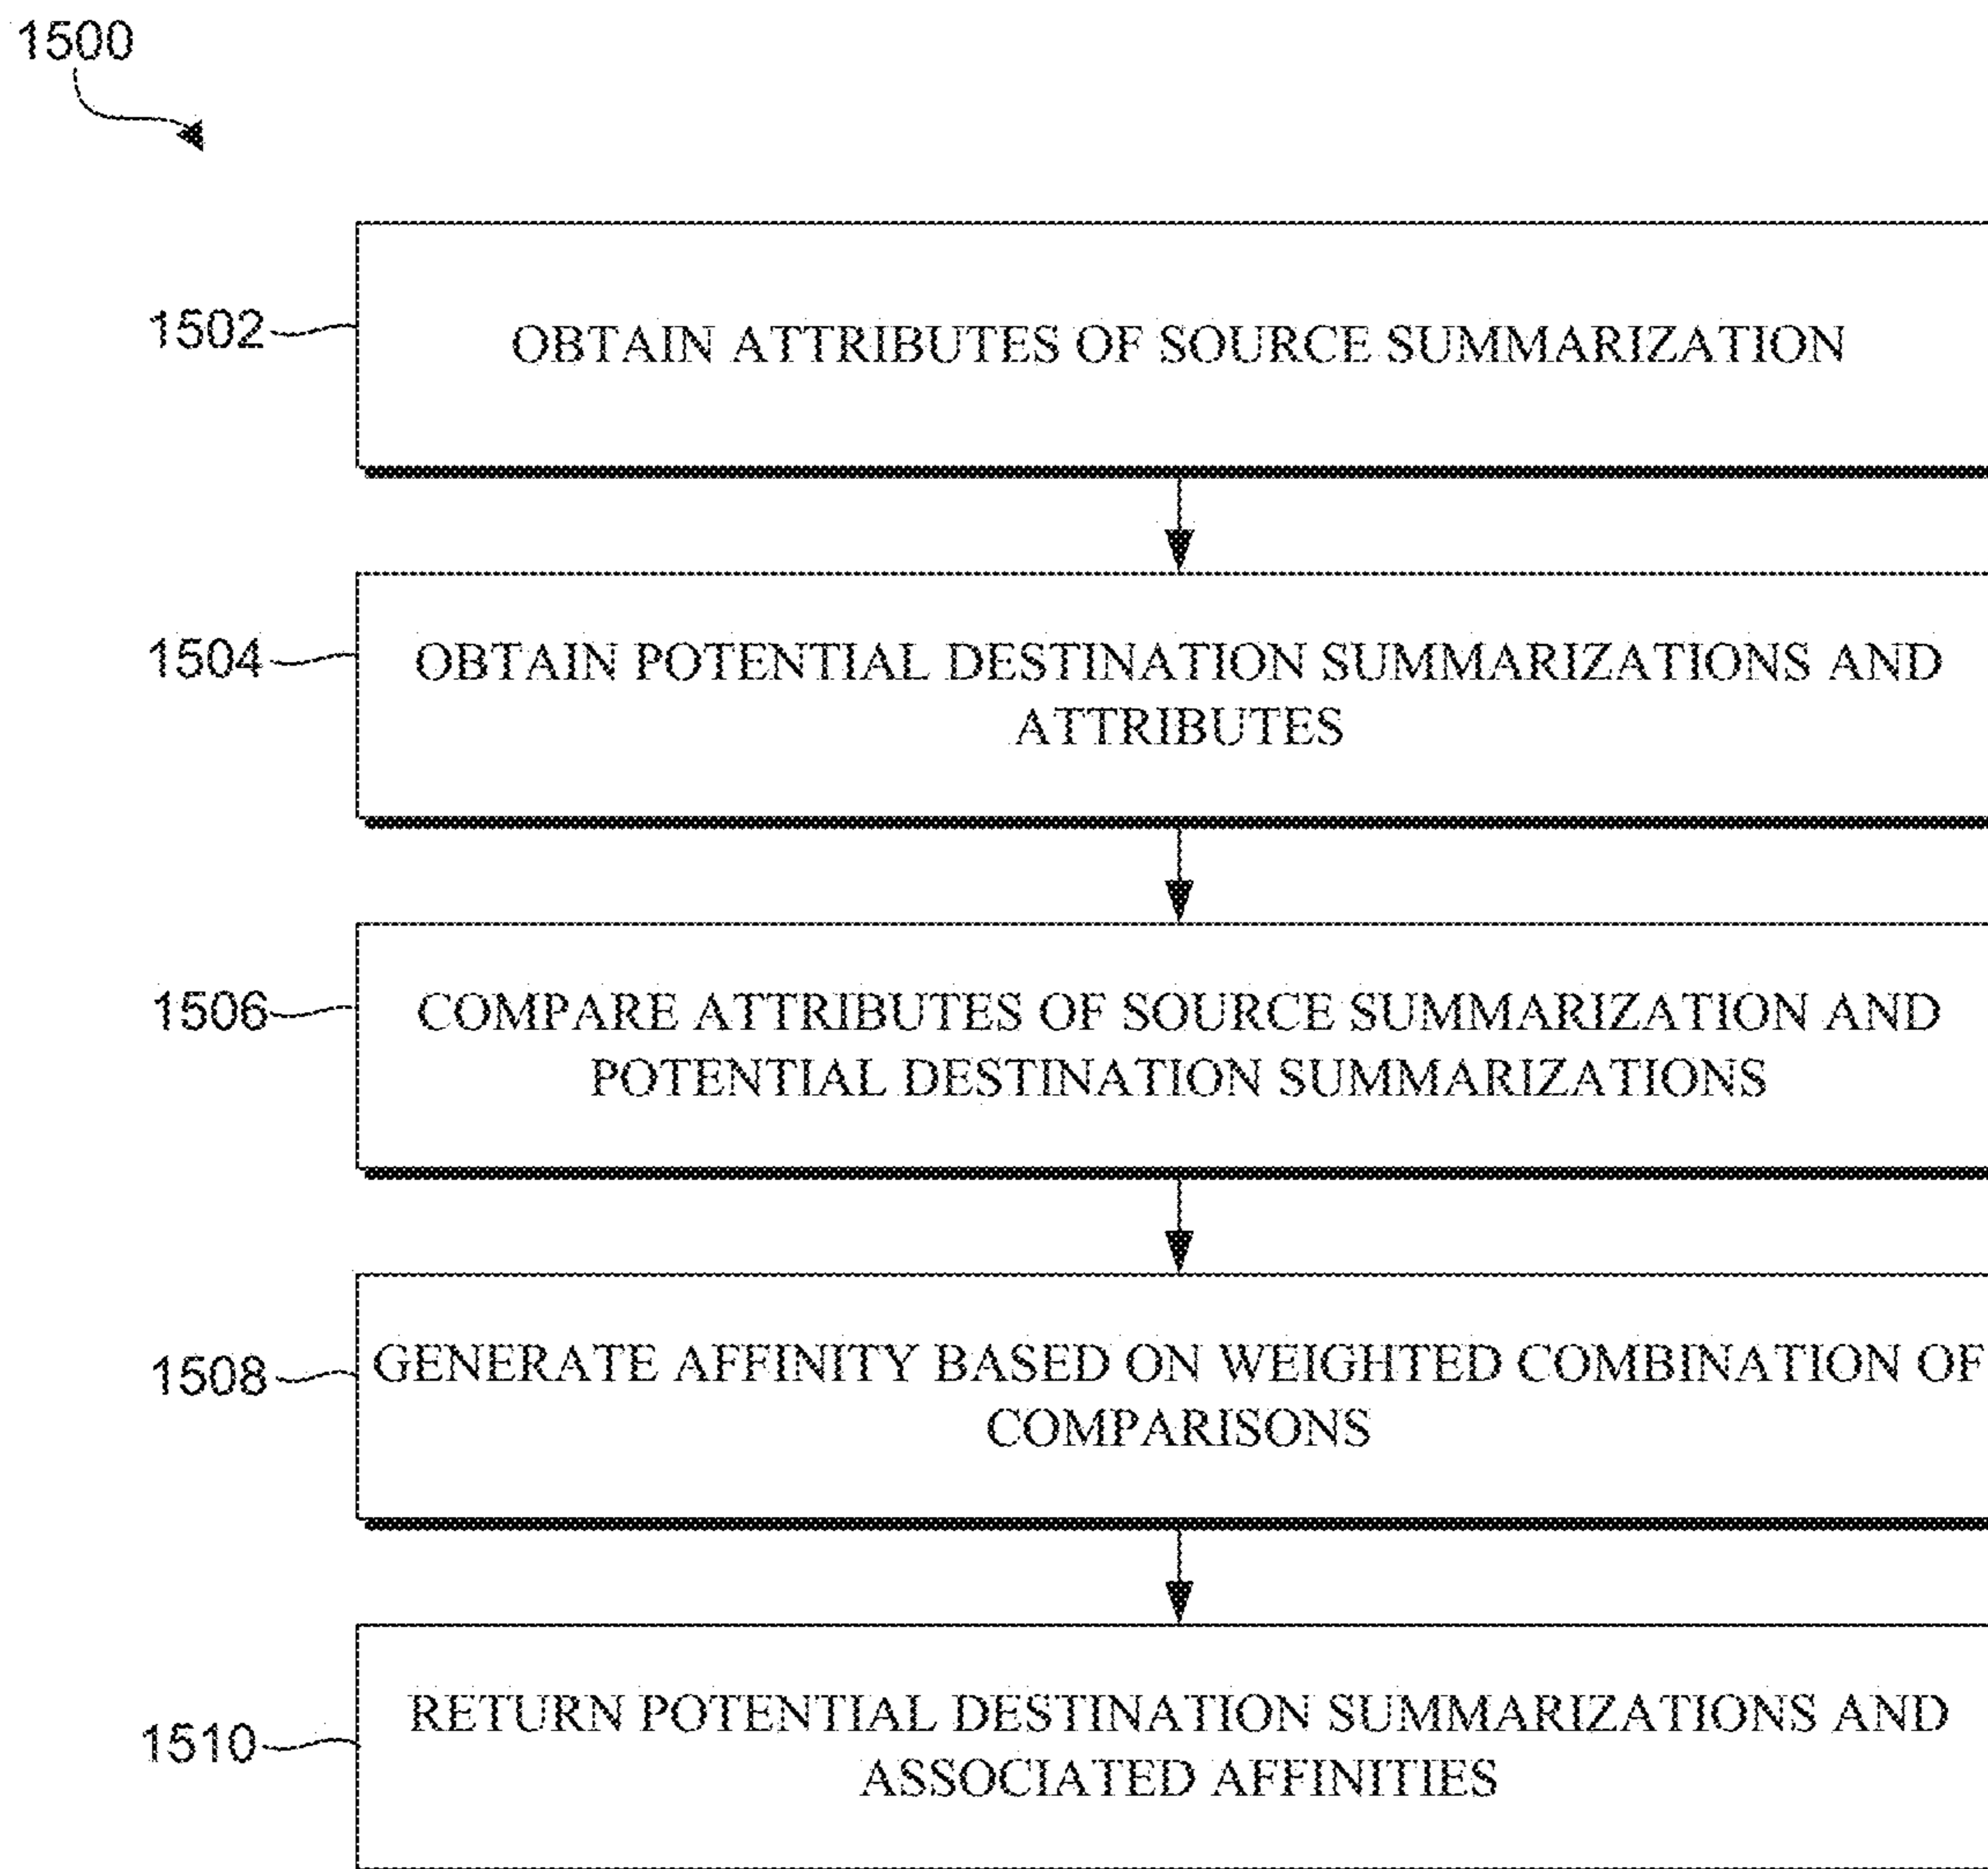 1500
1502
OBTAIN ATTRIBUTES OF SOURCE SUMMARIZATION
1504
OBTAIN POTENTIAL DESTINATION SUMMARIZATIONS AND
ATTRIBUTES
1506
COMPARE ATTRIBUTES OF SOURCE SUMMARIZATION AND
POTENTIAL DESTINATION SUMMARIZATIONS
1508
GENERATE AFFINITY BASED ON WEIGHTED COMBINATION OF
COMPARISONS
1510
RETURN POTENTIAL DESTINATION SUMMARIZATIONS AND
ASSOCIATED AFFINITIES